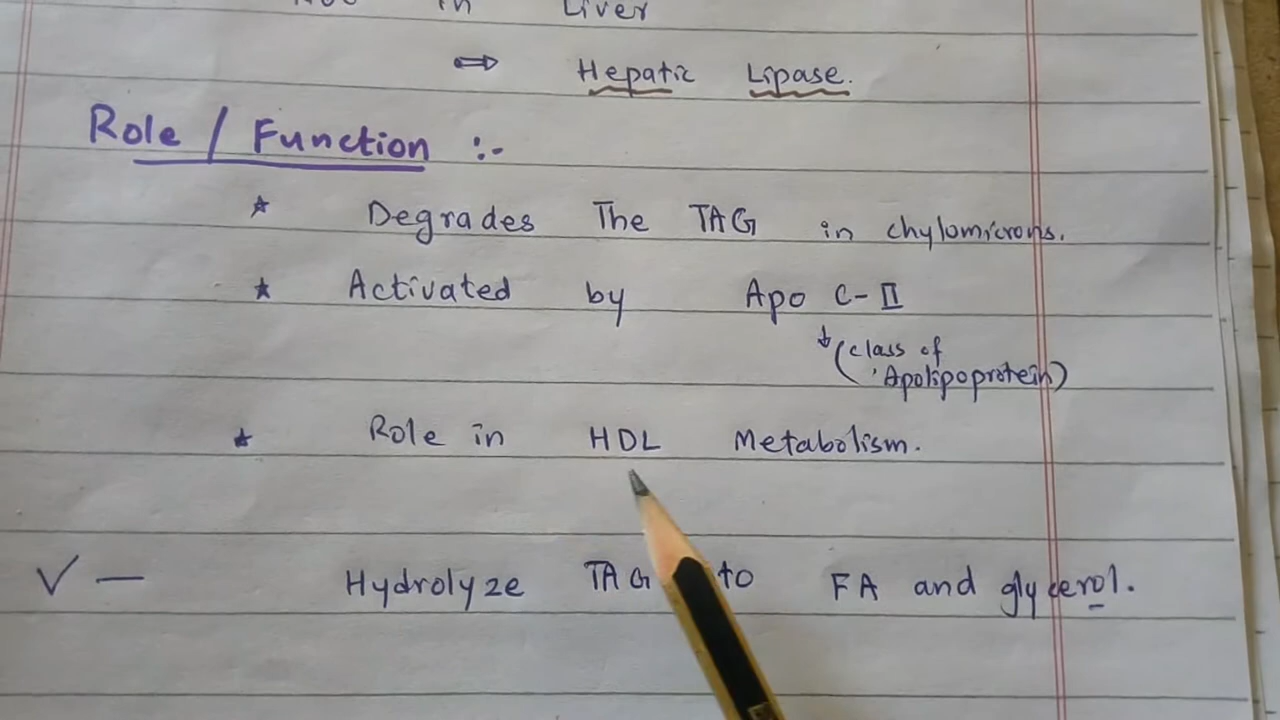 in Liver
⇒ Hepatic Lipase.
Role / Function :-
* Degrades The TAG in chylomicrons.
* Activated by Apo C-II
↓ (class of
Apolipoprotein)
* Role in HDL Metabolism.
✓ — Hydrolyze TAG to FA and glycerol.